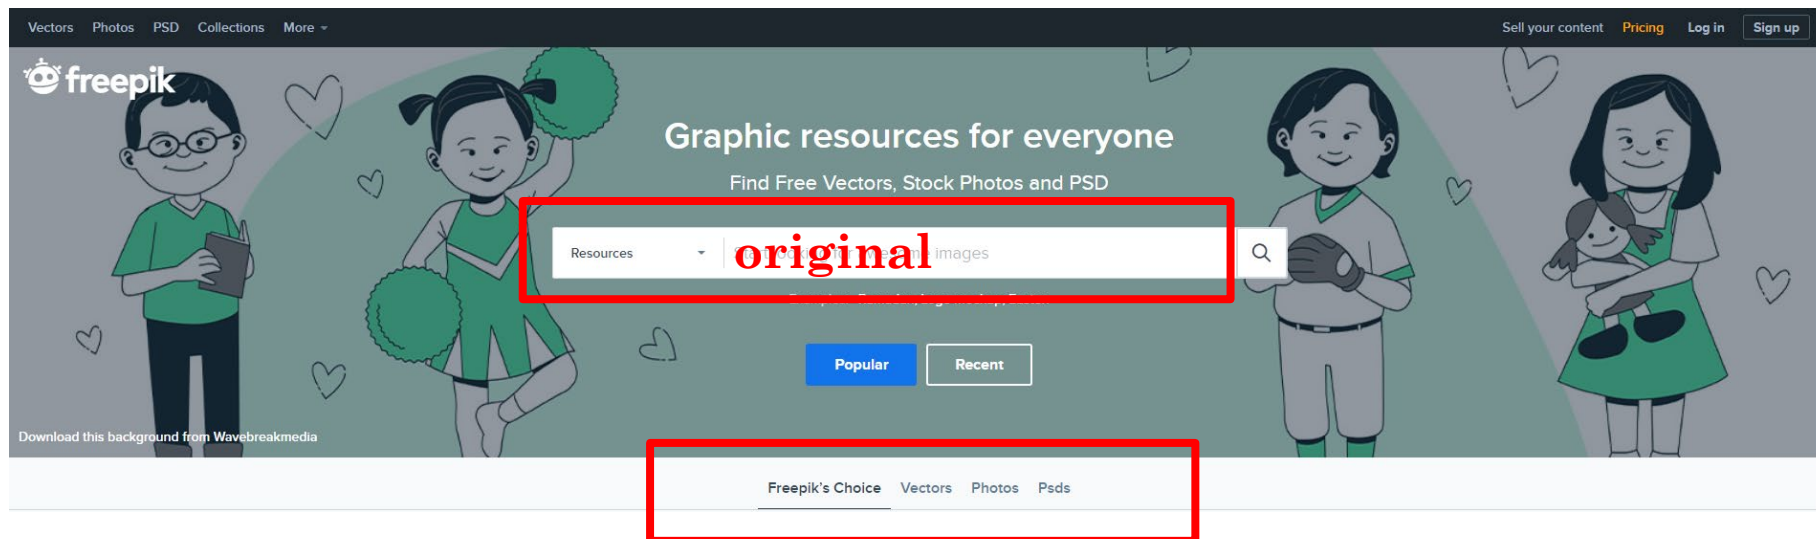 Vectors Photos PSD Collections More
Sell your content Pricing Log in Sign up
freepik
Graphic resources for everyone
Find Free Vectors, Stock Photos and PSD
Resources
original
images
Popular Recent
Download this background from Wavebreakmedia
Freepik's Choice Vectors Photos Psds